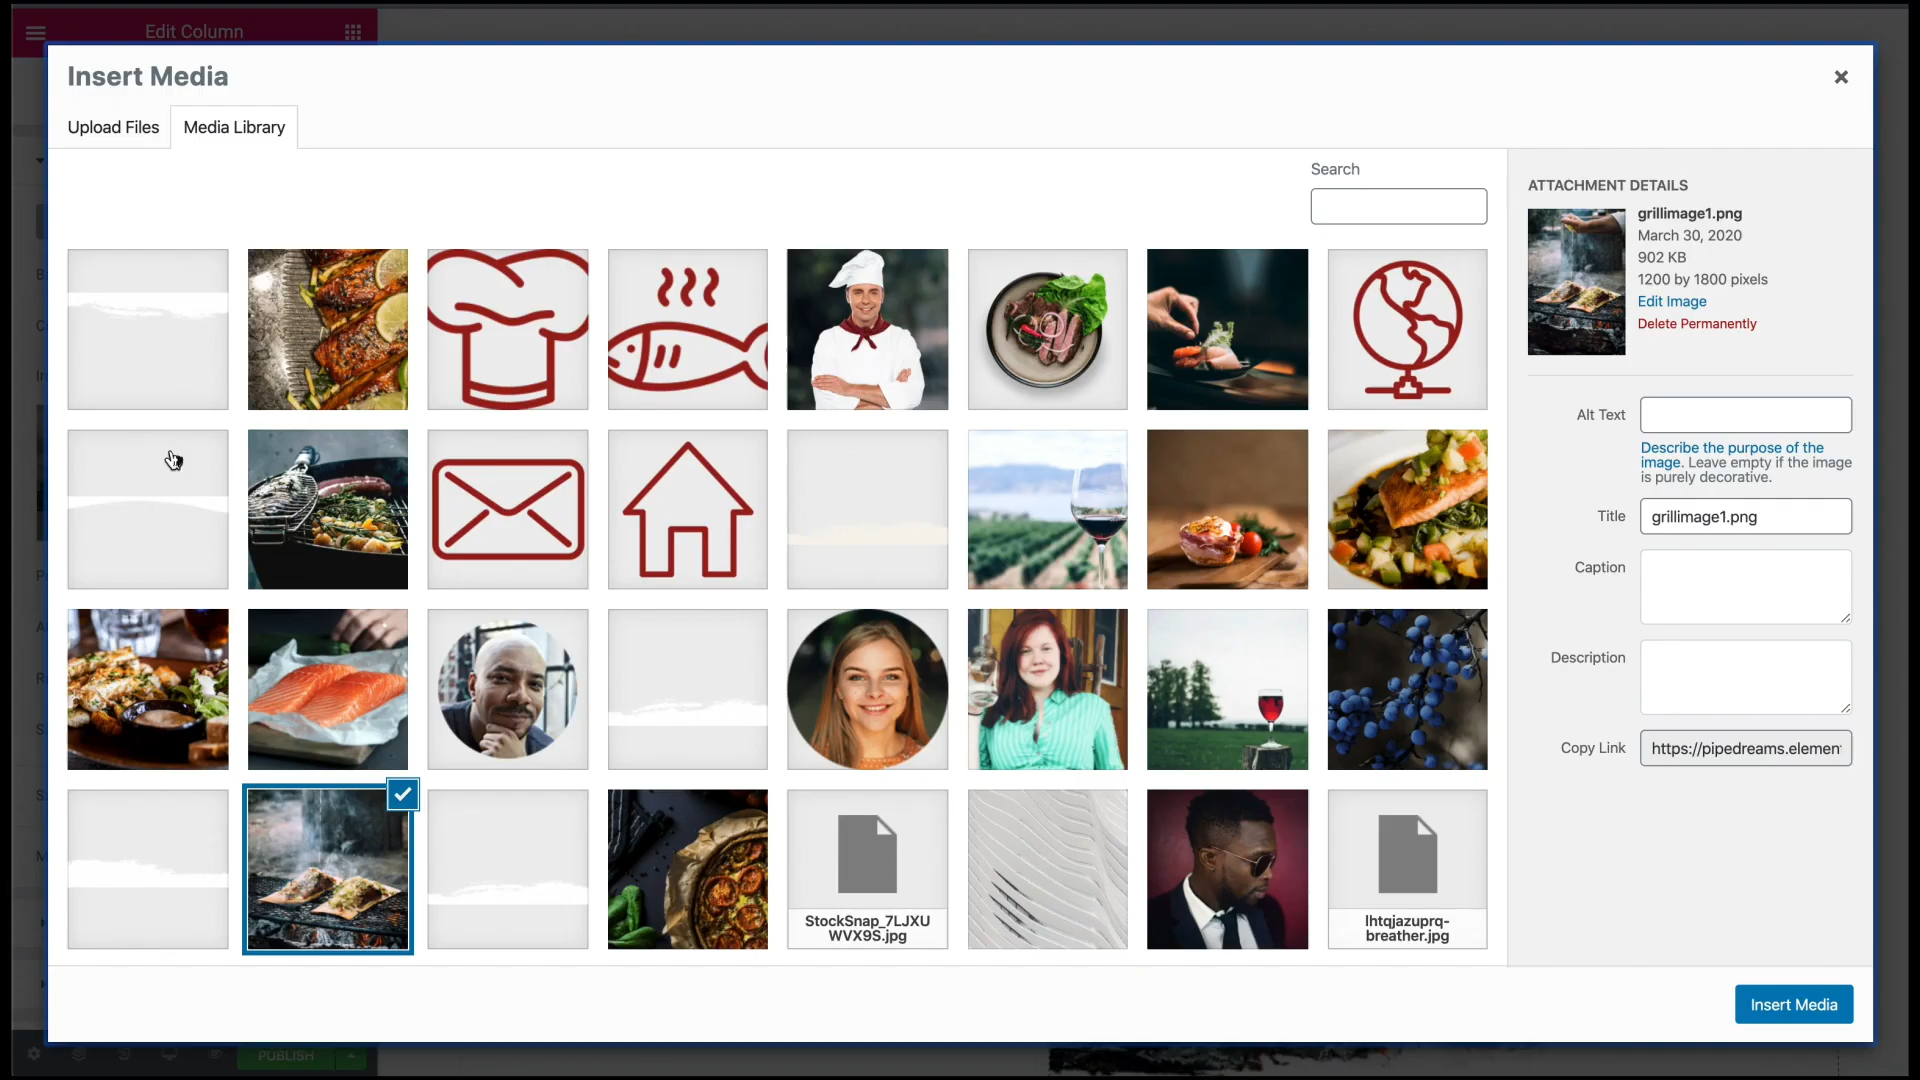 Edit Column
Insert Media
Upload Files
Media Library
Search
ATTACHMENT DETAILS
grillimage1.png
March 30, 2020
902 KB
1200 by 1800 pixels
Edit Image
Delete Permanently
Alt Text
Describe the purpose of the
image. Leave empty if the image
is purely decorative.
Title
grillimage1.png
Caption
Description
Copy Link
https://pipedreams.elemen
StockSnap_7LJXU
WVX9S.jpg
lhtqjazuprq-
breather.jpg
Insert Media
PUBLISH